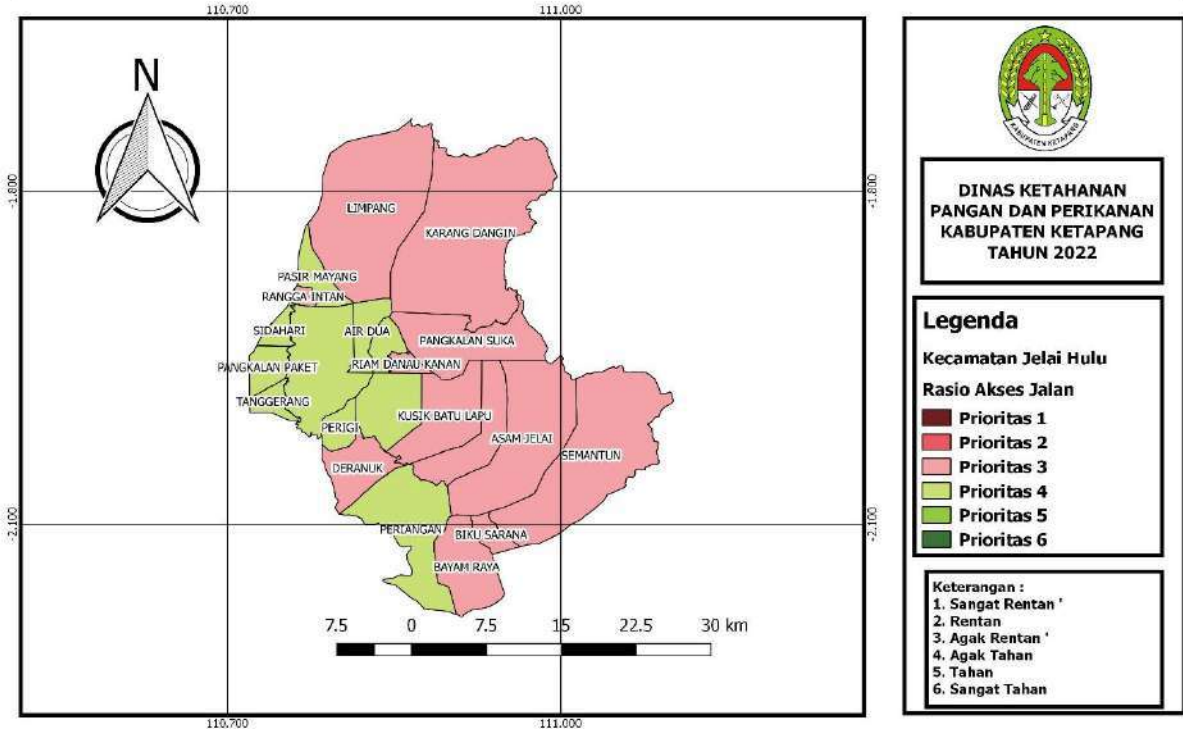 110.700
111.000
N
-1.800
-1.800
LIMPANG
KARANG DANGIN
PASIR MAYANG
RANGGA INTAN
SIDAHARI
AIR DUA
PANGKALAN SUKA
PANGKALAN PAKET
RIAM DANAU KANAN
TANGGERANG
KUSIK BATU LAPU
PERIGI
ASAM JELAI
SEMANTUN
DERANUK
-2.100
-2.100
PERIANGAN
BIKU SARANA
BAYAM RAYA
7.5 0 7.5 15 22.5 30 km
110.700
111.000
KABUPATEN KETAPANG
DINAS KETAHANAN
PANGAN DAN PERIKANAN
KABUPATEN KETAPANG
TAHUN 2022
Legenda
Kecamatan Jelai Hulu
Rasio Akses Jalan
Prioritas 1
Prioritas 2
Prioritas 3
Prioritas 4
Prioritas 5
Prioritas 6
Keterangan :
1. Sangat Rentan '
2. Rentan
3. Agak Rentan '
4. Agak Tahan
5. Tahan
6. Sangat Tahan